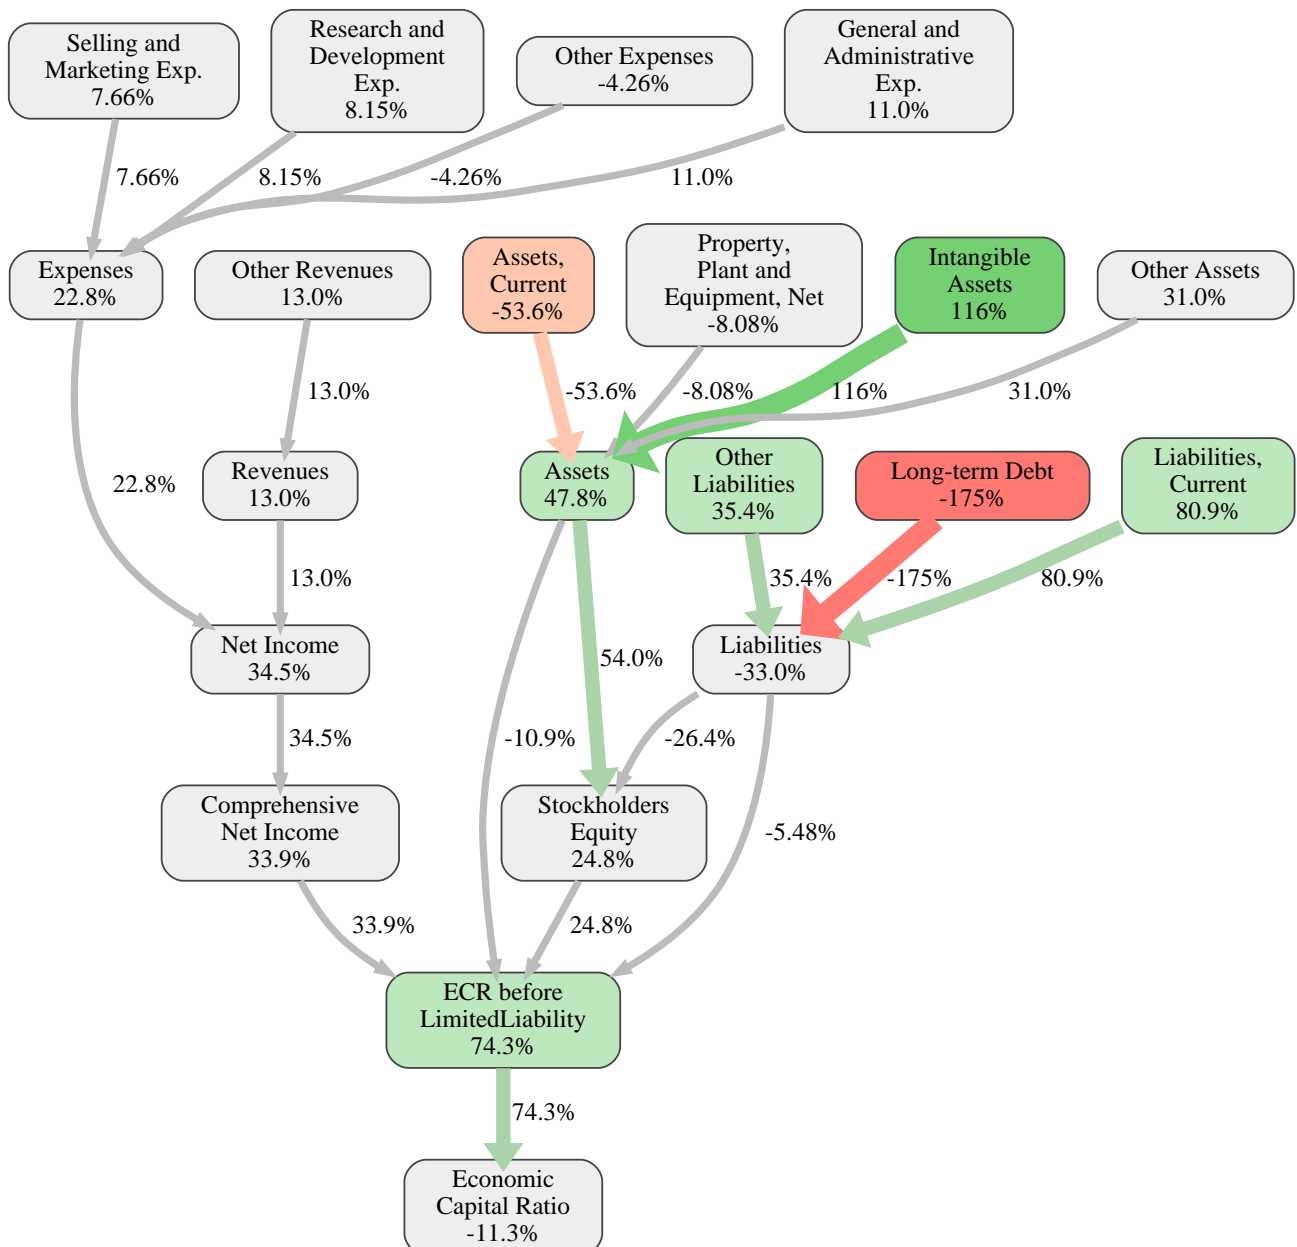 Selling and
Marketing Exp.
7.66%
Research and
Development
Exp.
8.15%
Other Expenses
-4.26%
General and
Administrative
Exp.
11.0%
7.66%
8.15%
-4.26%
11.0%
Expenses
22.8%
Other Revenues
13.0%
Assets,
Current
-53.6%
Property,
Plant and
Equipment, Net
-8.08%
Intangible
Assets
116%
Other Assets
31.0%
13.0%
-53.6%
-8.08%
116%
31.0%
22.8%
Revenues
13.0%
Assets
47.8%
Other
Liabilities
35.4%
Long-term Debt
-175%
Liabilities,
Current
80.9%
13.0%
35.4%
-175%
80.9%
Net Income
34.5%
54.0%
Liabilities
-33.0%
34.5%
-10.9%
-26.4%
Comprehensive
Net Income
33.9%
Stockholders
Equity
24.8%
-5.48%
33.9%
24.8%
ECR before
LimitedLiability
74.3%
74.3%
Economic
Capital Ratio
-11.3%